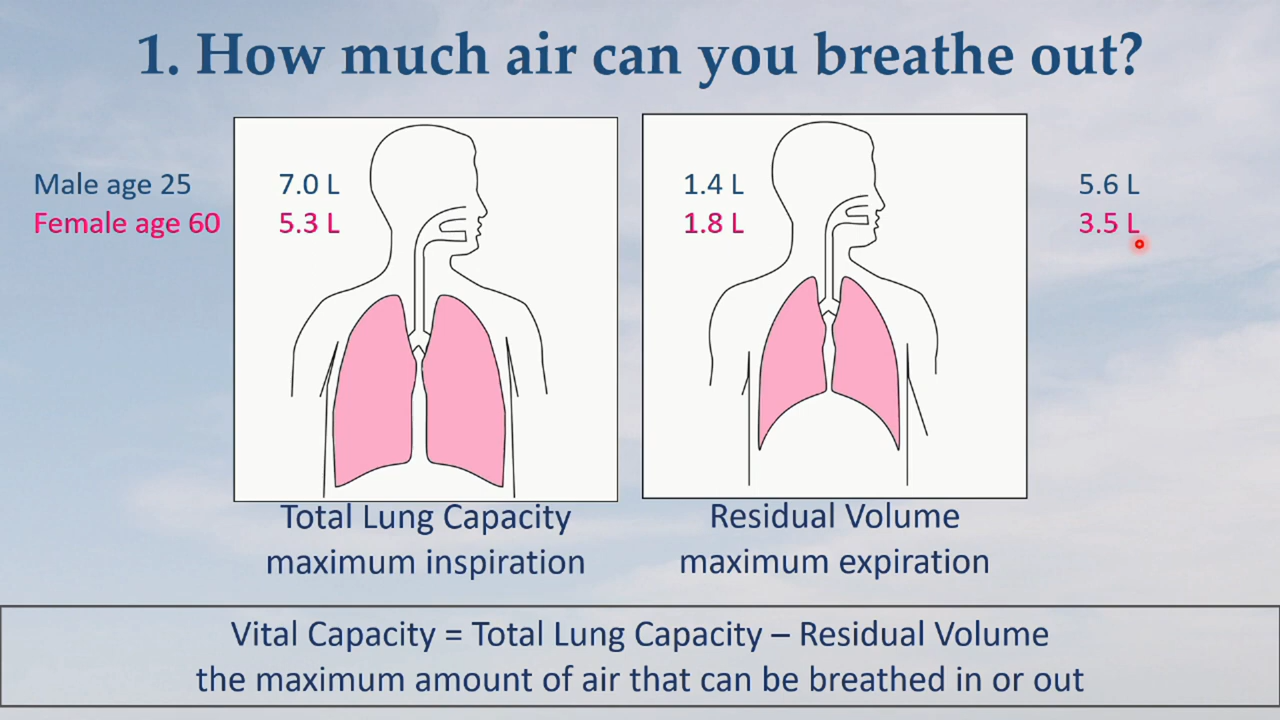 1. How much air can you breathe out?
Male age 25 7.0 L 1.4 L 5.6 L
Female age 60 5.3 L 1.8 L 3.5 L
Total Lung Capacity
maximum inspiration
Residual Volume
maximum expiration
Vital Capacity = Total Lung Capacity – Residual Volume
the maximum amount of air that can be breathed in or out